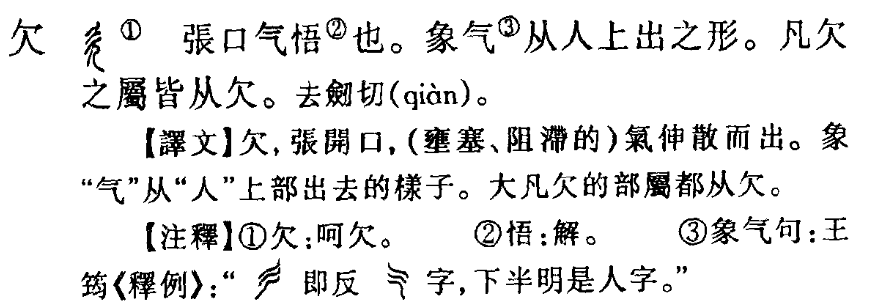 欠 ① 張口气悟②也。象气③从人上出之形。凡欠
之屬皆从欠。去劒切(qiàn)。
【譯文】欠,張開口,(壅塞、阻滯的)氣伸散而出。象
“气”从“人”上部出去的樣子。大凡欠的部屬都从欠。
【注釋】①欠:呵欠。 ②悟:解。 ③象气句:王
筠《釋例》:“ 即反 字,下半明是人字。”